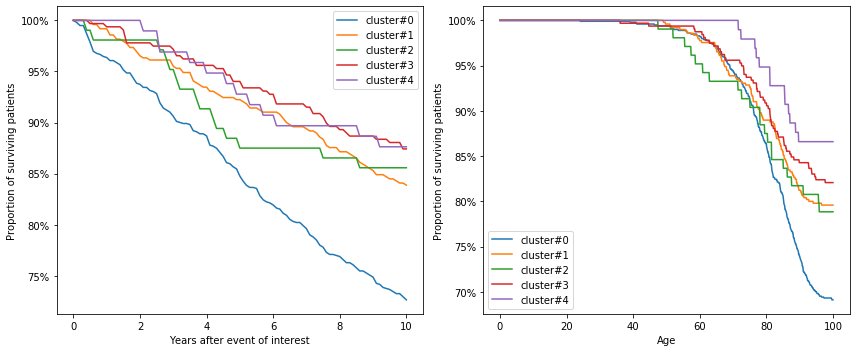 100%
95%
90%
85%
80%
75%
Proportion of surviving patients
0
2
4
6
8
10
Years after event of interest
cluster#0
cluster#1
cluster#2
cluster#3
cluster#4
100%
95%
90%
85%
80%
75%
70%
Proportion of surviving patients
0
20
40
60
80
100
Age
cluster#0
cluster#1
cluster#2
cluster#3
cluster#4